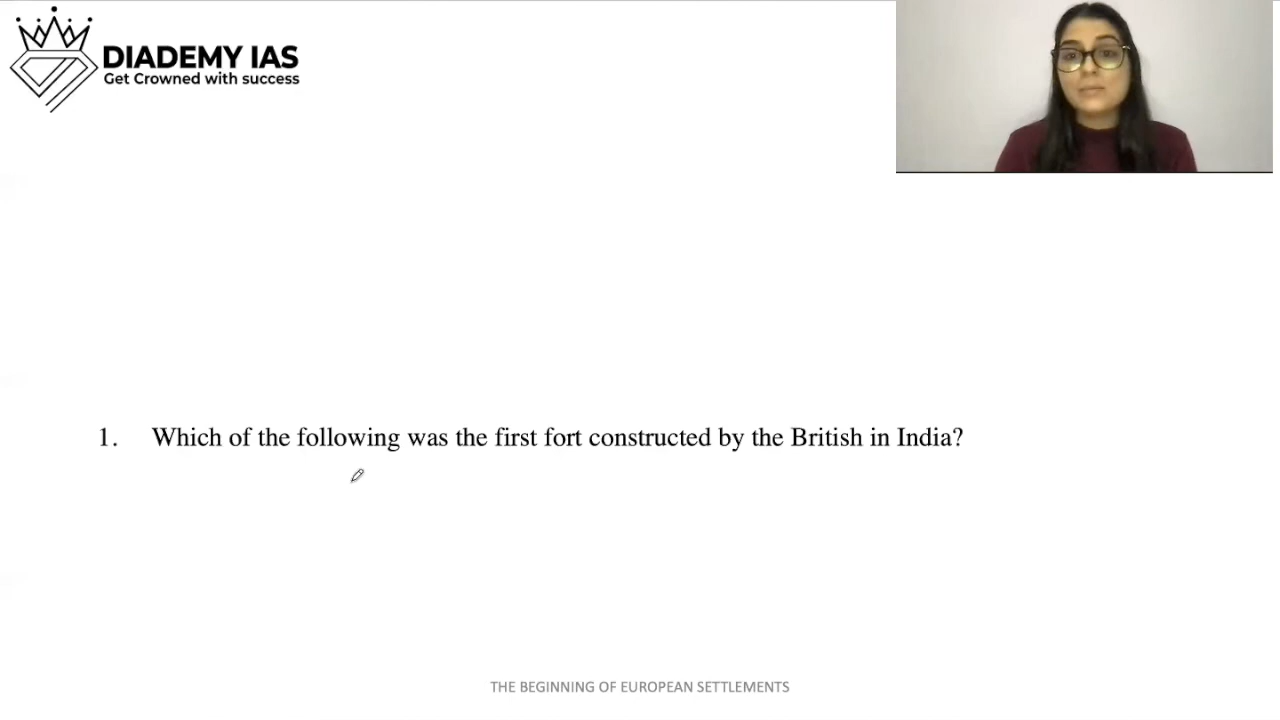 DIADEMY IAS
Get Crowned with success
1. Which of the following was the first fort constructed by the British in India?
THE BEGINNING OF EUROPEAN SETTLEMENTS